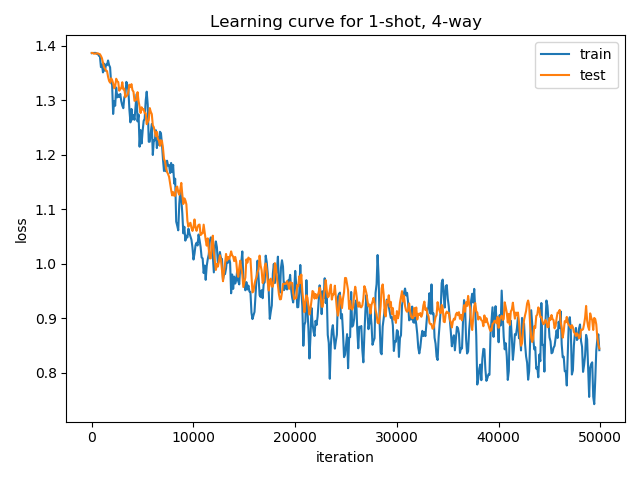 Learning curve for 1-shot, 4-way
train
test
loss
1.4
1.3
1.2
1.1
1.0
0.9
0.8
0
10000
20000
30000
40000
50000
iteration